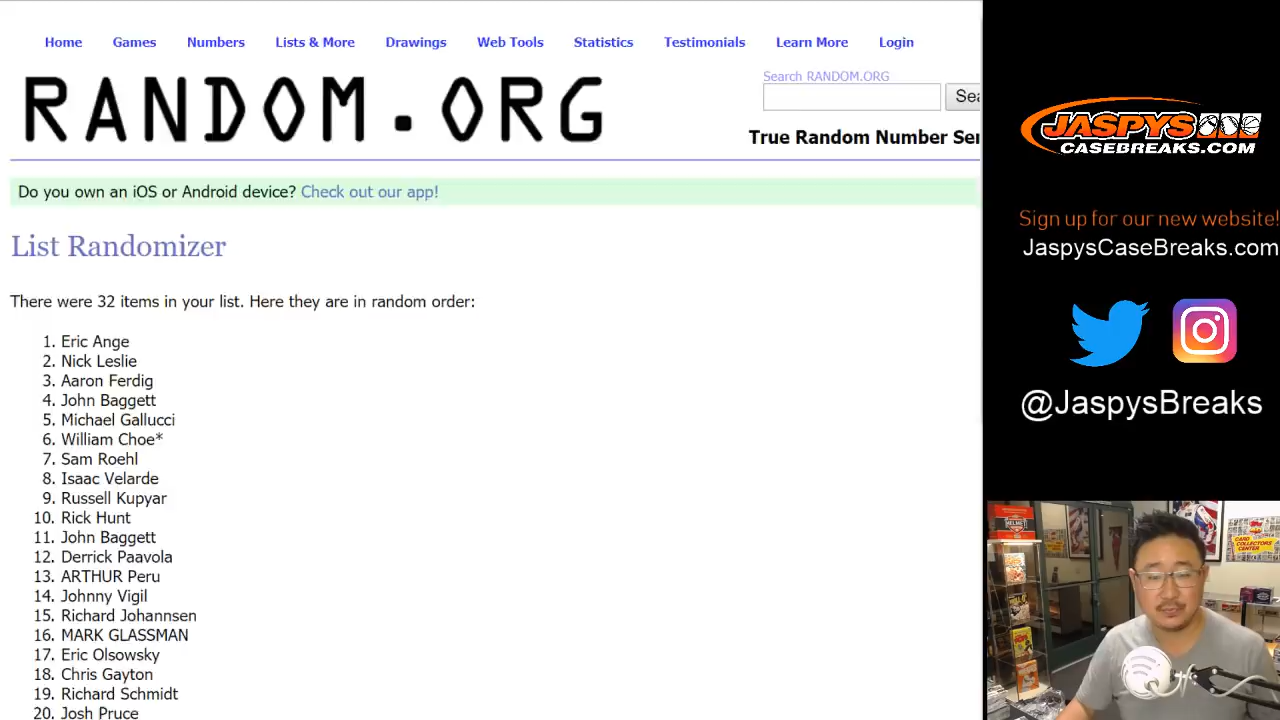 Home Games Numbers Lists & More Drawings Web Tools Statistics Testimonials Learn More Login
RANDOM.ORG
Search RANDOM.ORG
Sea
True Random Number Ser
Do you own an iOS or Android device? Check out our app!
List Randomizer
There were 32 items in your list. Here they are in random order:
1. Eric Ange
2. Nick Leslie
3. Aaron Ferdig
4. John Baggett
5. Michael Gallucci
6. William Choe*
7. Sam Roehl
8. Isaac Velarde
9. Russell Kupyar
10. Rick Hunt
11. John Baggett
12. Derrick Paavola
13. ARTHUR Peru
14. Johnny Vigil
15. Richard Johannsen
16. MARK GLASSMAN
17. Eric Olsowsky
18. Chris Gayton
19. Richard Schmidt
20. Josh Pruce
JASPYS
CASEBREAKS.COM
Sign up for our new website!
JaspysCaseBreaks.com
@JaspysBreaks
HELMET
CARD COLLECTORS CENTER